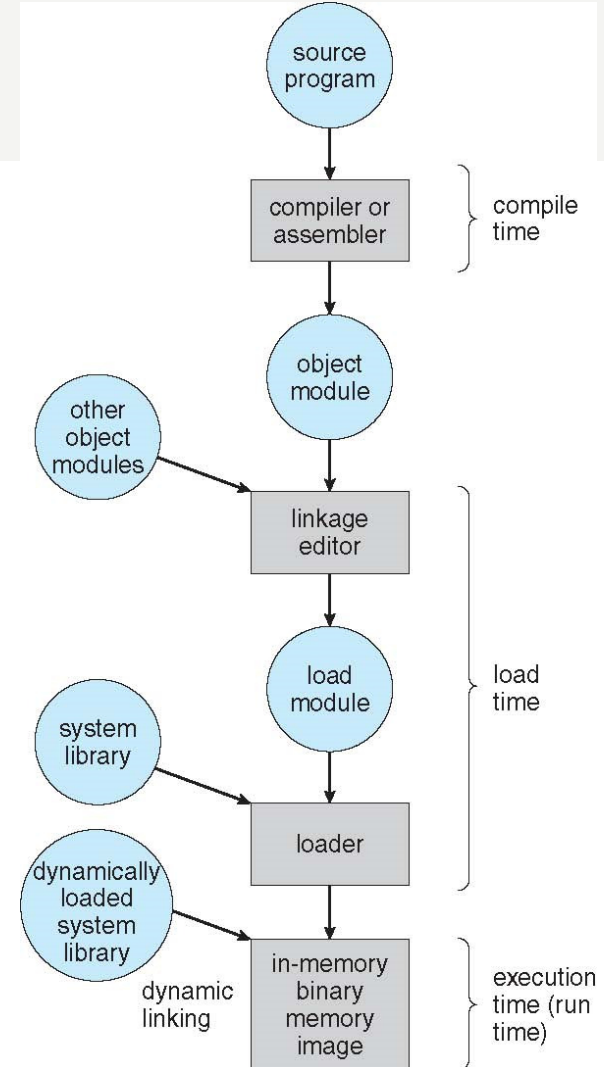 source
program
compiler or
assembler
compile
time
object
module
other
object
modules
linkage
editor
load
module
load
time
system
library
loader
dynamically
loaded
system
library
dynamic
linking
in-memory
binary
memory
image
execution
time (run
time)